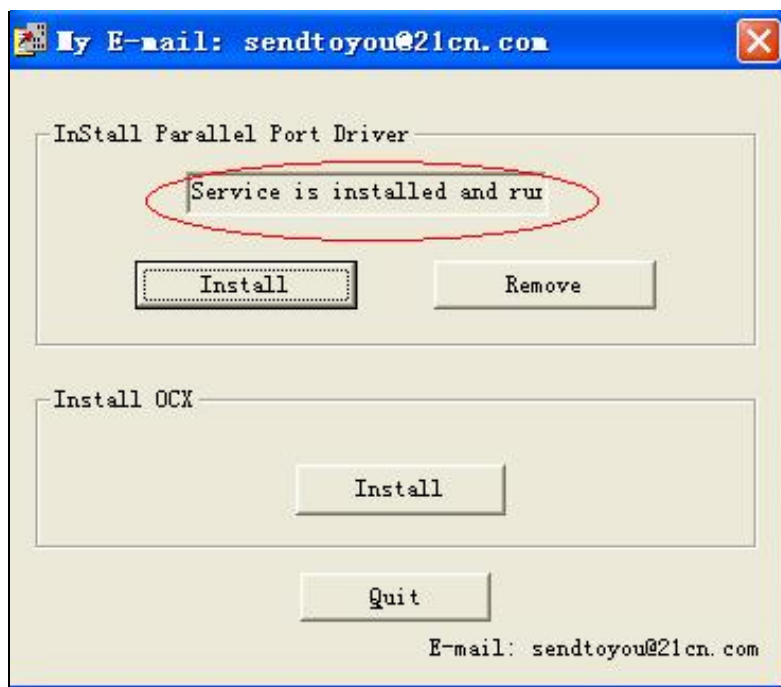 My E-mail: sendtoyou@21cn.com
InStall Parallel Port Driver
Service is installed and
Install Remove
Install OCX
Install
Quit
E-mail: sendtoyou@21cn.com